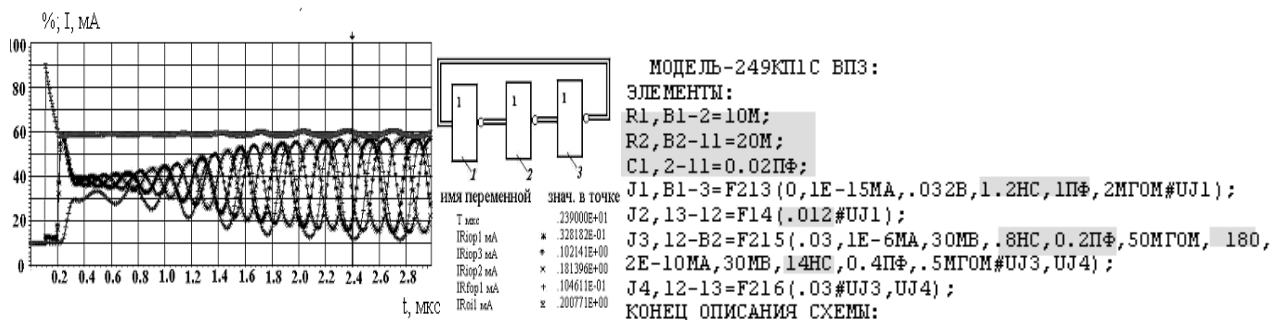 %; I, мА
100
80
60
40
20
0
0.2 0.4 0.6 0.8 1.0 1.2 1.4 1.6 1.8 2.0 2.2 2.4 2.6 2.8
t, мкс
1 1 1
1 2 3
имя переменной знач. в точке
T мкс .239000E+01
IRiop1 мА ж .328182E-01
IRiop3 мА ⌖ .102141E+00
IRiop2 мА × .181396E+00
IRfop1 мА + .104611E-01
IRoi1 мА .200771E+00
МОДЕЛЬ-249КП1С ВП3:
ЭЛЕМЕНТЫ:
R1,B1-2=10М;
R2,B2-11=20М;
C1,2-11=0.02ПФ;
J1,B1-3=F213(0,1E-15МА,.032В,1.2НС,1ПФ,2МГОМ#UJ1);
J2,13-12=F14(.012#UJ1);
J3,12-B2=F215(.03,1E-6МА,30МВ,.8НС,0.2ПФ,50МГОМ, 180,
2E-10МА,30МВ,14НС,0.4ПФ,.5МГОМ#UJ3,UJ4);
J4,12-13=F216(.03#UJ3,UJ4);
КОНЕЦ ОПИСАНИЯ СХЕМЫ: